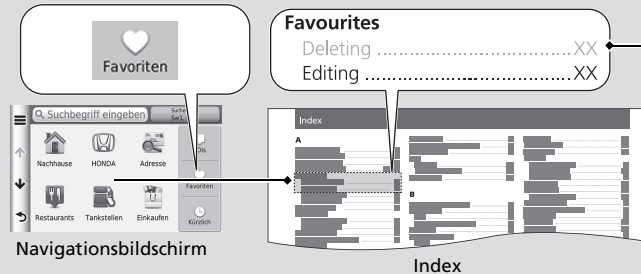 Favoriten
Favourites
Deleting ............................................ XX
Editing ................................................ XX
Suchbegriff eingeben
Suche
Nachhause
HONDA
Adresse
Favoriten
Restaurants
Tankstellen
Einkaufen
Kürzlich
Navigationsbildschirm
Index
A
B
Index